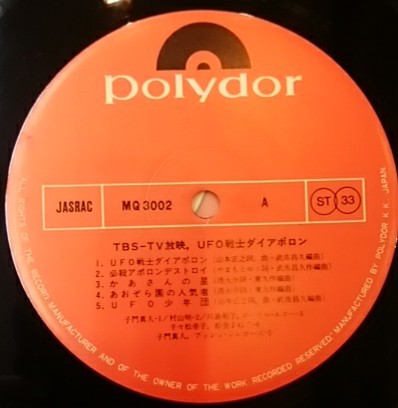 polydor
JASRAC MQ 3002 A ST 33
TBS-TV放映,UFO戦士ダイアポロン
1. UFO戦士ダイアポロン
2. 必殺アポロンデストロイ
3. かあさんの星
4. あおぞら園の人気者
5. UFO少年団
ALL RIGHTS OF THE RECORD MANUFACTURER AND OF THE OWNER OF THE WORK RECORDED RESERVED
MANUFACTURED BY POLYDOR K.K. JAPAN